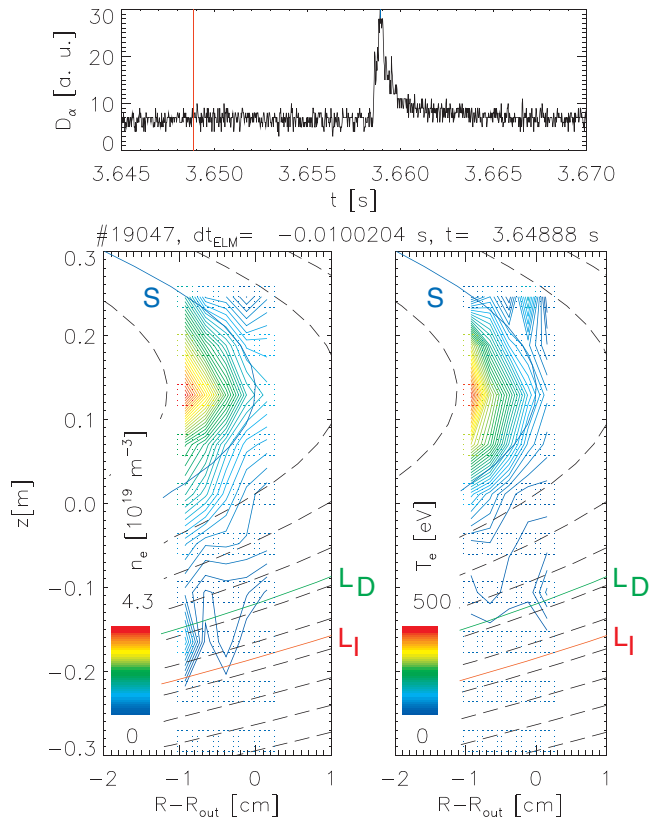 30
20
10
0
D_α [a. u.]
3.645 3.650 3.655 3.660 3.665 3.670
t [s]
#19047, dt_ELM= -0.0100204 s, t= 3.64888 s
0.3
0.2
0.1
0.0
-0.1
-0.2
-0.3
z[m]
S
n_e [10^19 m^-3]
4.3
0
L_D
L_I
-2 -1 0 1
R-R_out [cm]
S
T_e [eV]
500
0
L_D
L_I
-2 -1 0 1
R-R_out [cm]